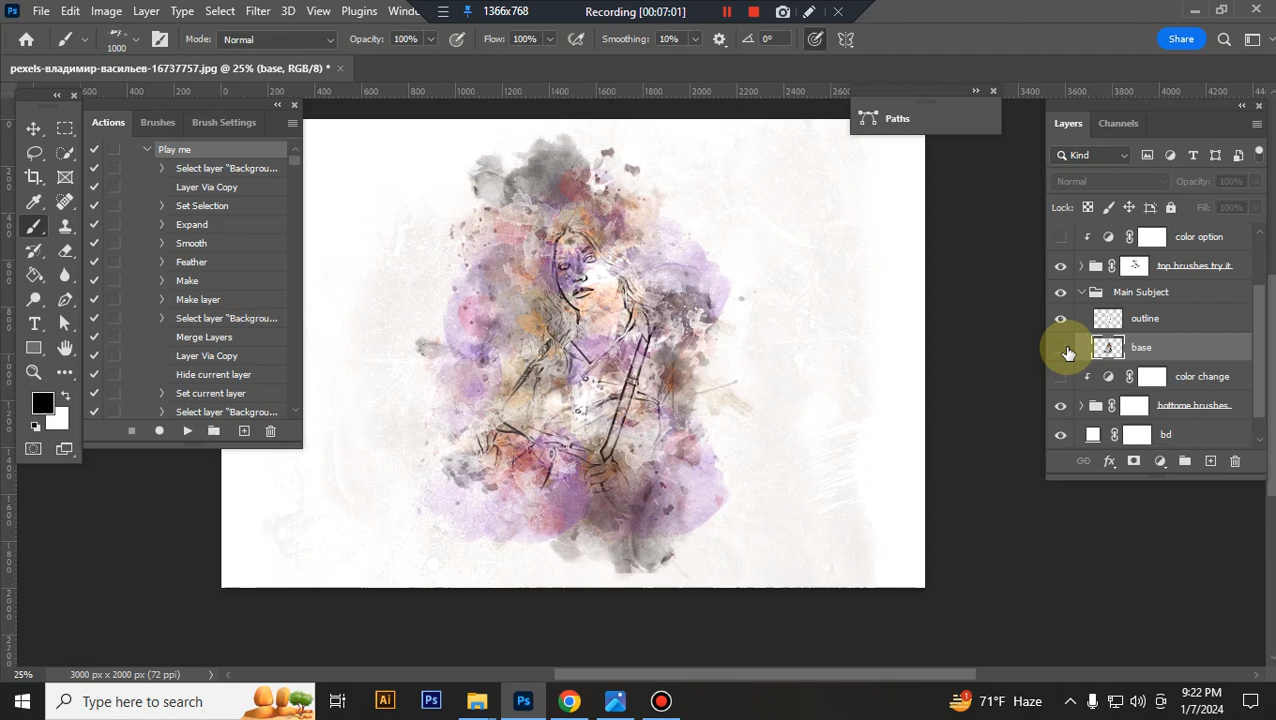 File Edit Image Layer Type Select Filter 3D View Plugins Windo
1366x768 Recording [00:07:01]
1000 Mode: Normal Opacity: 100% Flow: 100% Smoothing: 10% 0° Share
pexels-владимир-васильев-16737757.jpg @ 25% (base, RGB/8) *
Actions Brushes Brush Settings
Play me
Select layer "Backgrou...
Layer Via Copy
Set Selection
Expand
Smooth
Feather
Make
Make layer
Select layer "Backgrou...
Merge Layers
Layer Via Copy
Hide current layer
Set current layer
Select layer "Backgrou...
Paths
Layers Channels
Kind
Normal Opacity: 100%
Lock: Fill: 100%
color option
top brushes try it
Main Subject
outline
base
color change
bottome brushes
bd
25% 3000 px x 2000 px (72 ppi)
Type here to search
71°F Haze
9:22 PM
1/7/2024